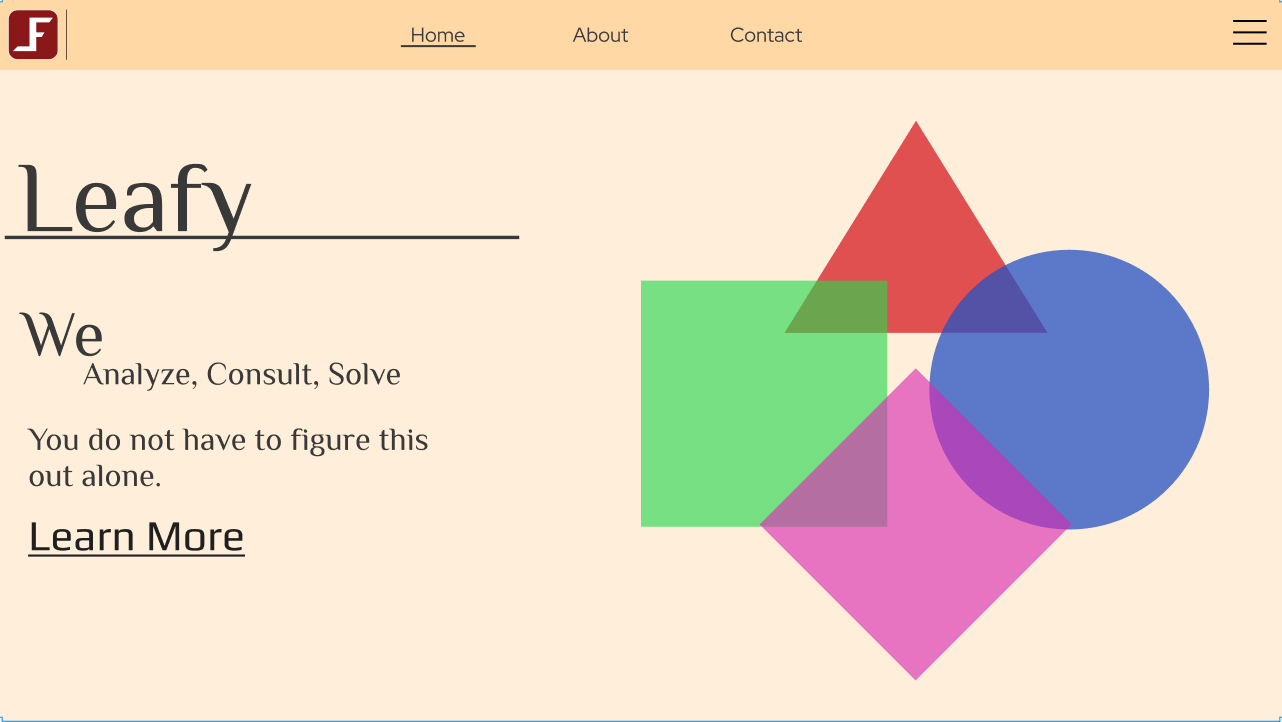 Home About Contact
Leafy
We
Analyze, Consult, Solve
You do not have to figure this
out alone.
Learn More